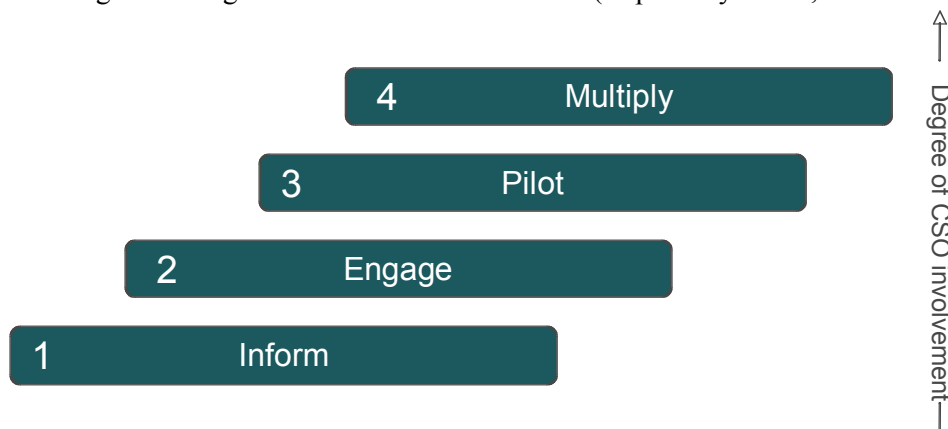 4 Multiply
3 Pilot
2 Engage
1 Inform
Degree of CSO involvement